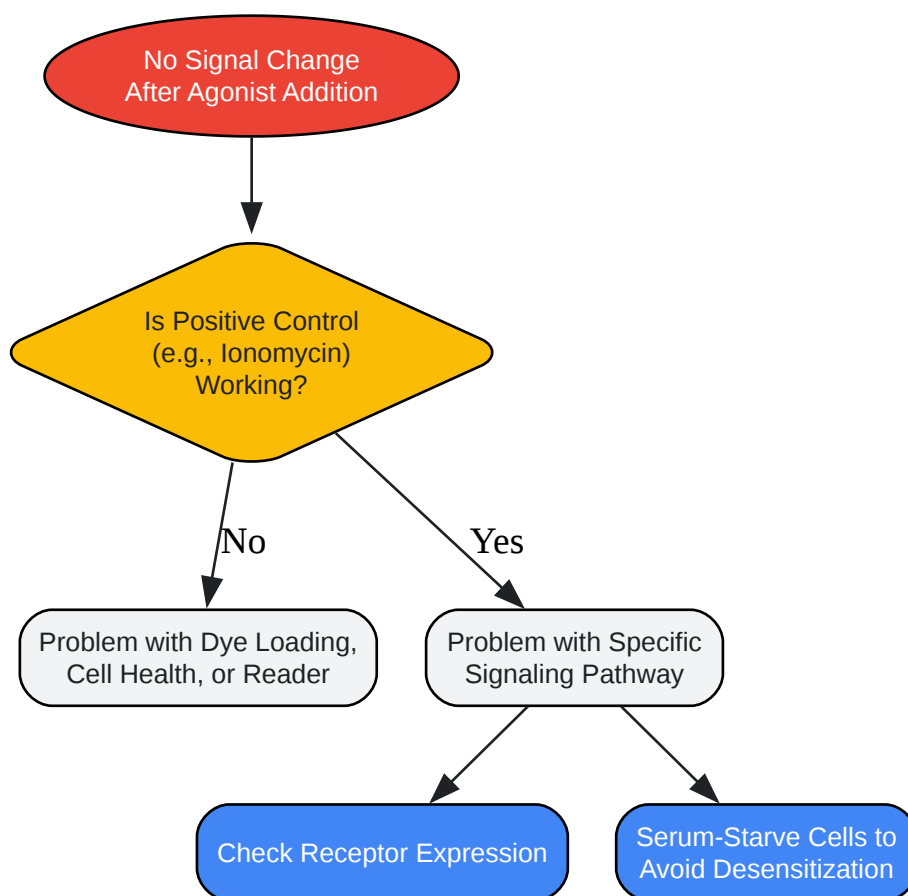 No Signal Change
After Agonist Addition
Is Positive Control
(e.g., Ionomycin)
Working?
No
Yes
Problem with Dye Loading,
Cell Health, or Reader
Problem with Specific
Signaling Pathway
Check Receptor Expression
Serum-Starve Cells to
Avoid Desensitization